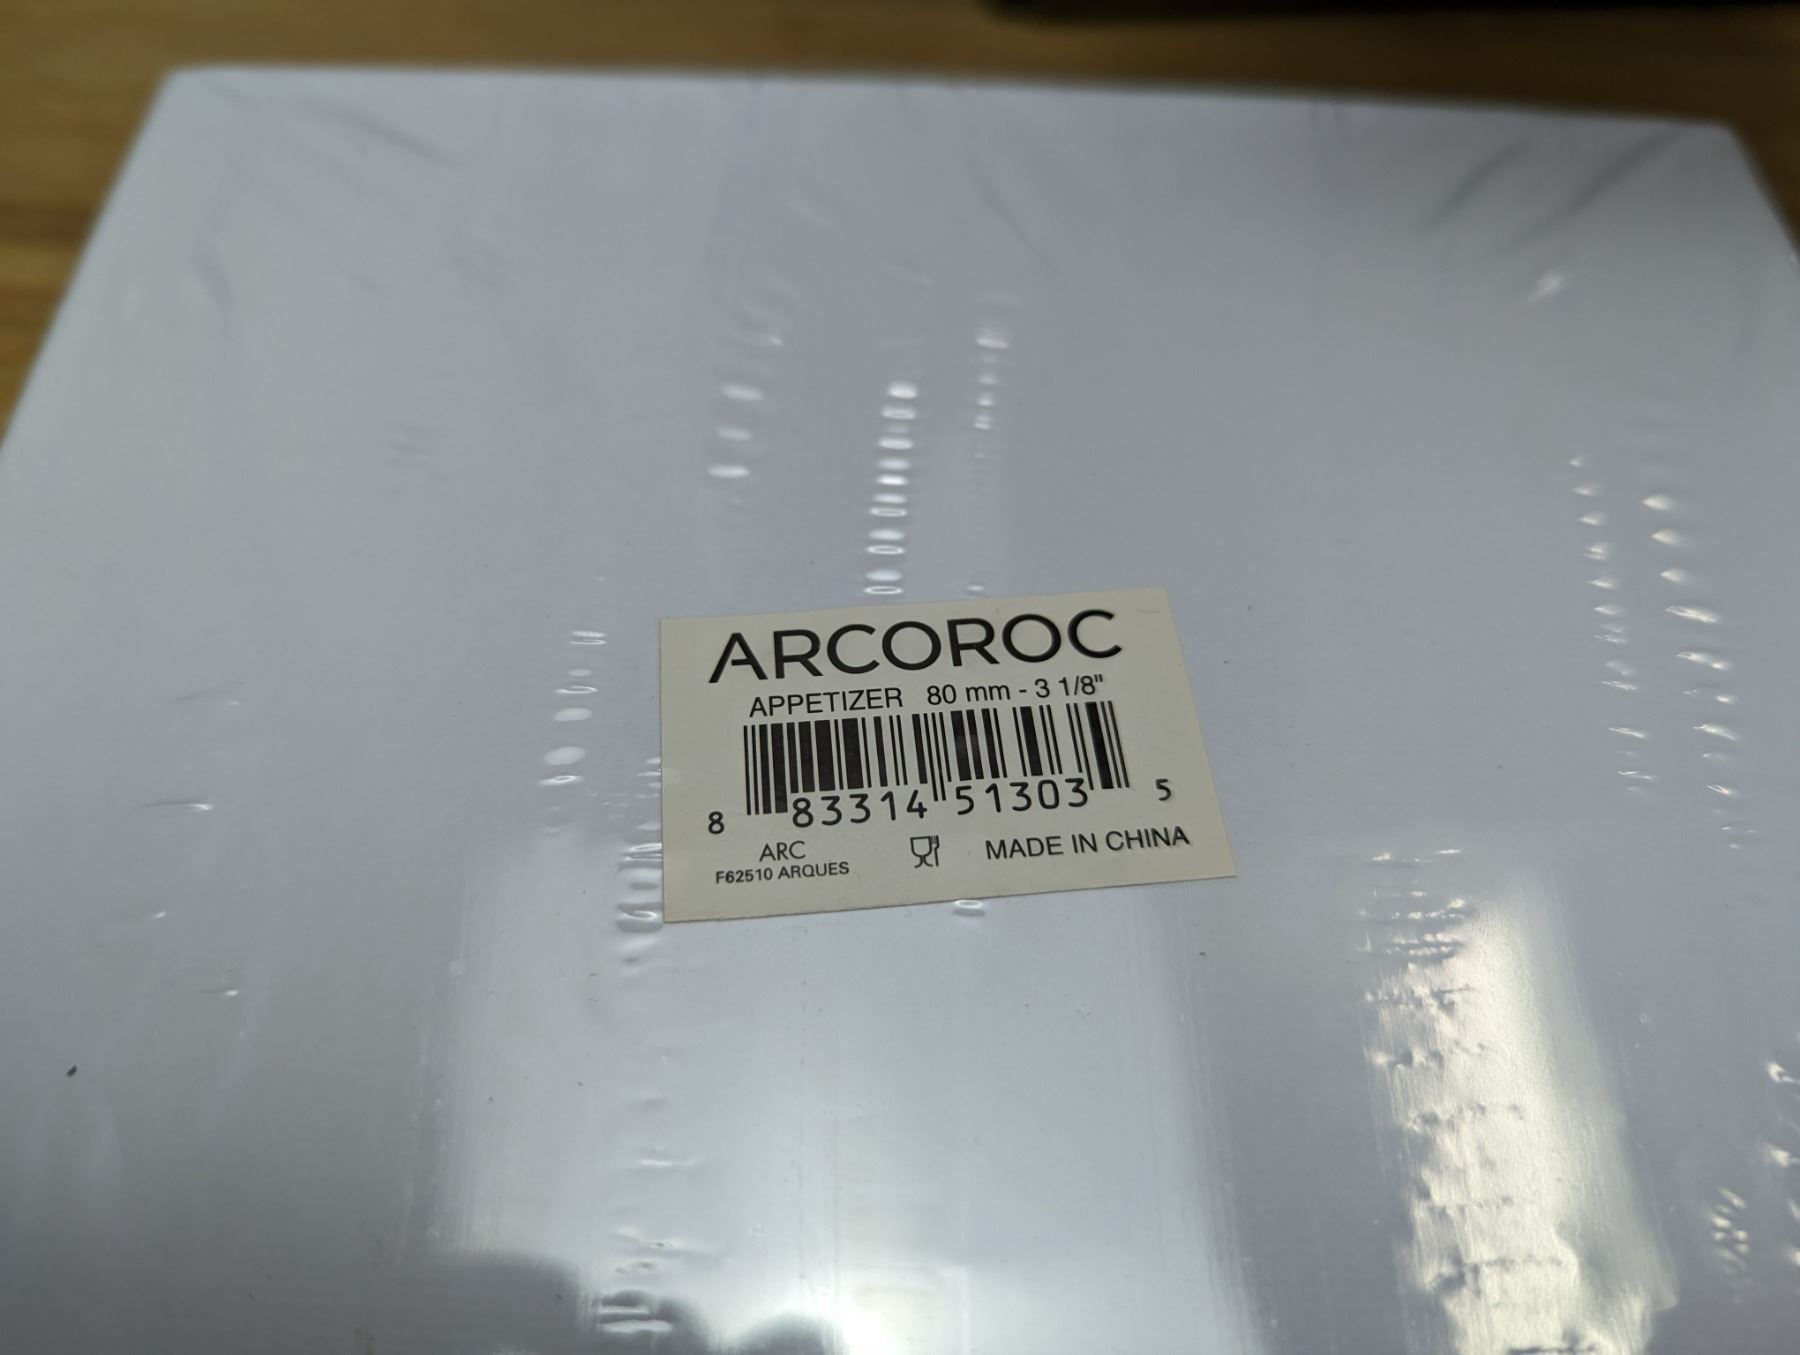 ARCOROC
APPETIZER 80 mm - 3 1/8"
8 83314 51303 5
ARC
F62510 ARQUES
MADE IN CHINA